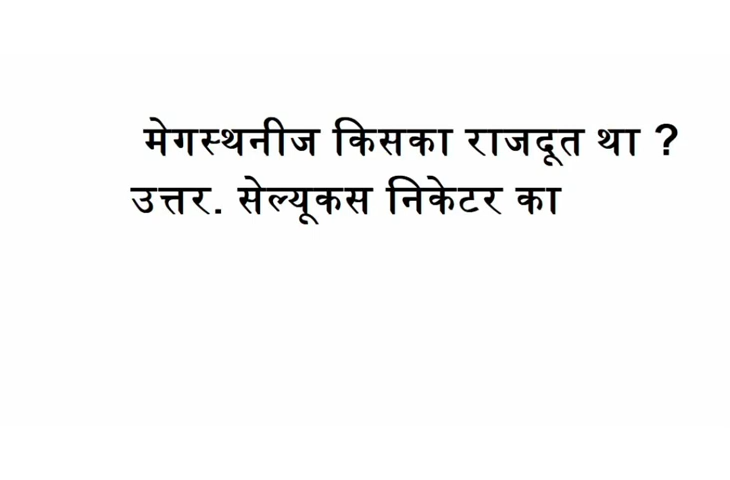 मेगस्थनीज किसका राजदूत था ?
उत्तर. सेल्यूकस निकेटर का